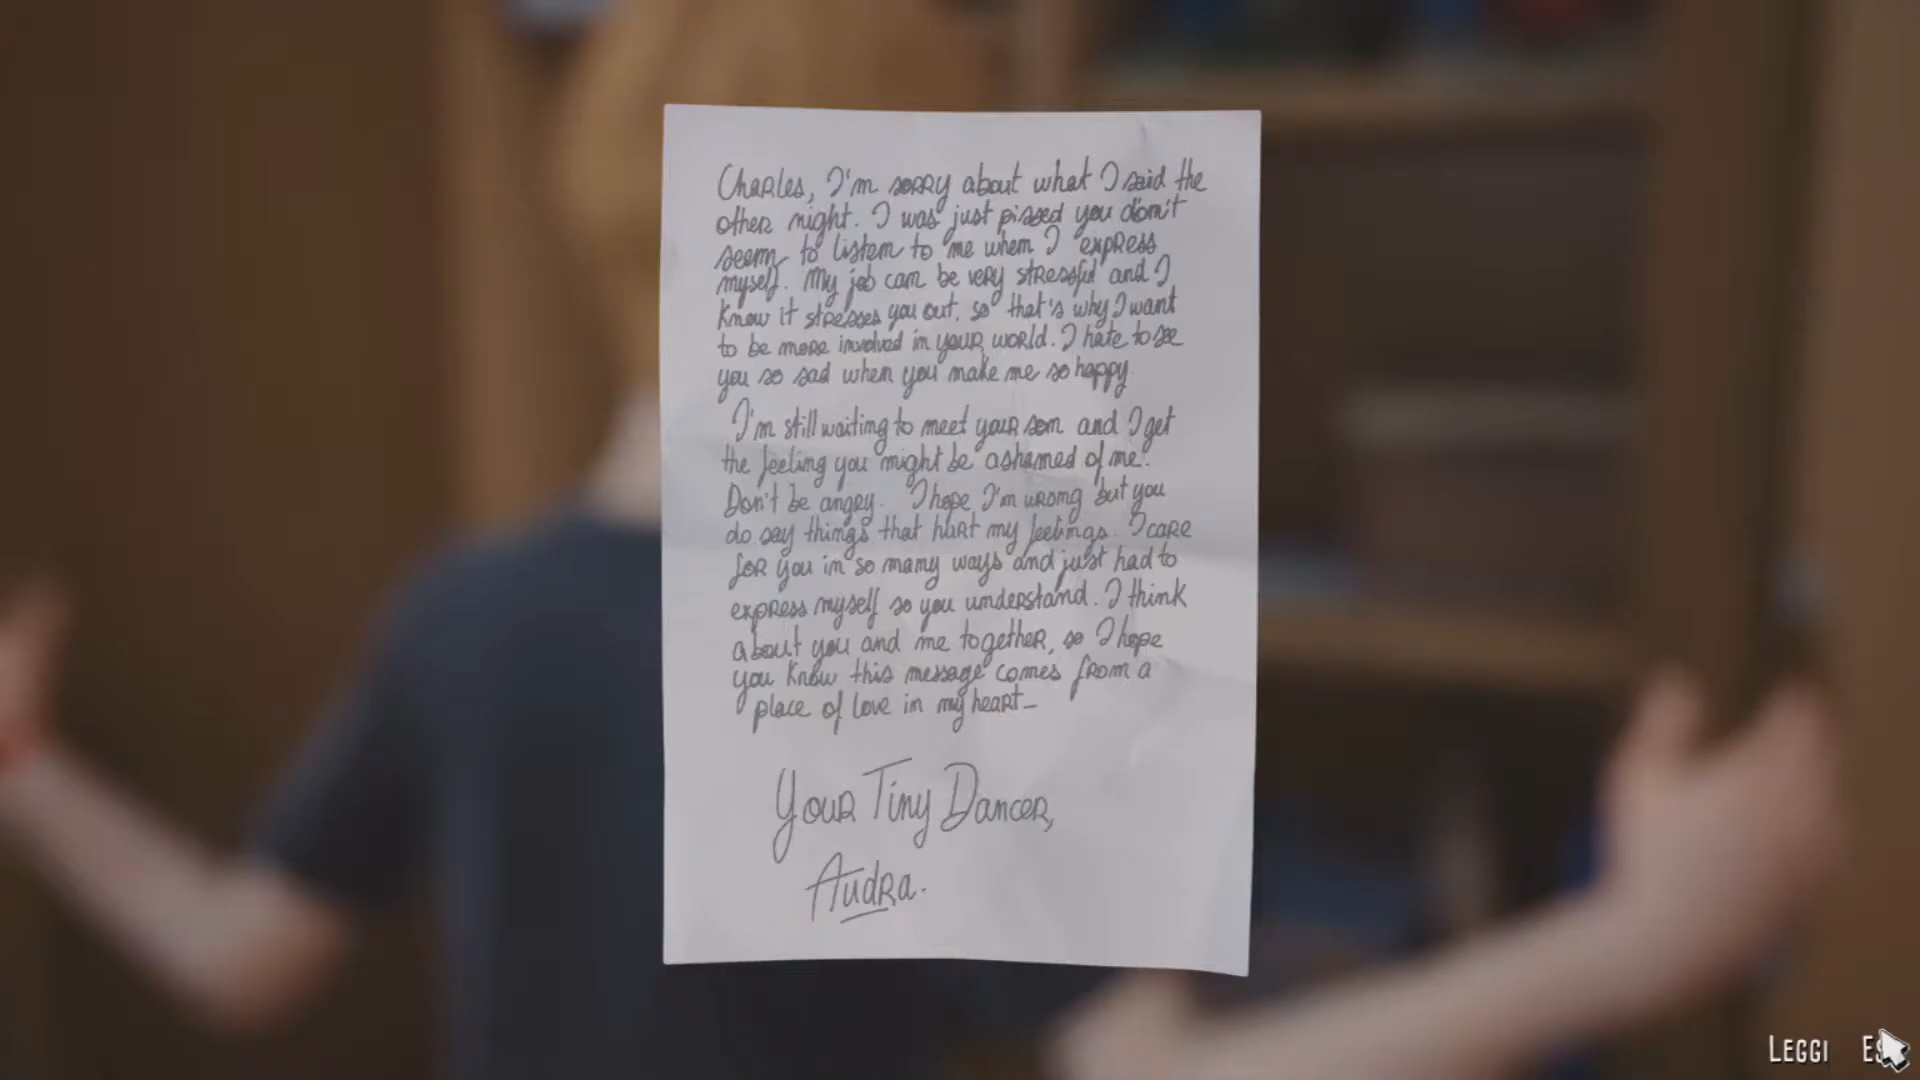 Charles, I'm sorry about what I said the
other night. I was just pissed you don't
seem to listen to me when I express
myself. My job can be very stressful and I
know it stresses you out, so that's why I want
to be more involved in your world. I hate to see
you so sad when you make me so happy
I'm still waiting to meet your son and I get
the feeling you might be ashamed of me.
Don't be angry. I hope I'm wrong but you
do say things that hurt my feelings. I care
for you in so many ways and just had to
express myself so you understand. I think
about you and me together, so I hope
you know this message comes from a
place of love in my heart_
Your Tiny Dancer,
Audra.
LEGGI